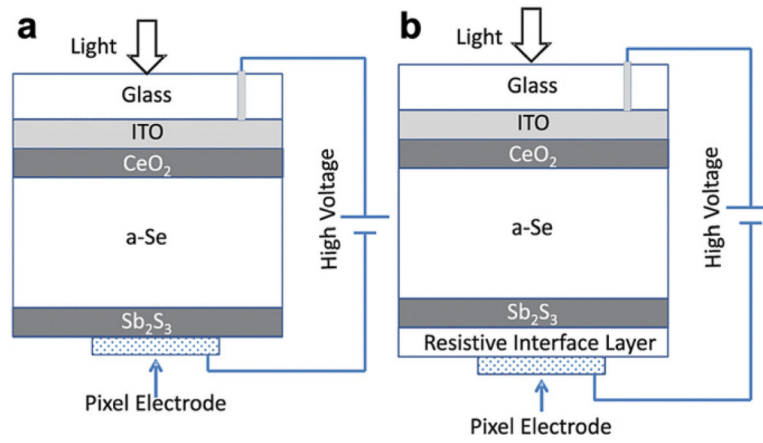 a
Light
Glass
ITO
CeO₂
a-Se
Sb₂S₃
Pixel Electrode
High Voltage
b
Light
Glass
ITO
CeO₂
a-Se
Sb₂S₃
Resistive Interface Layer
Pixel Electrode
High Voltage